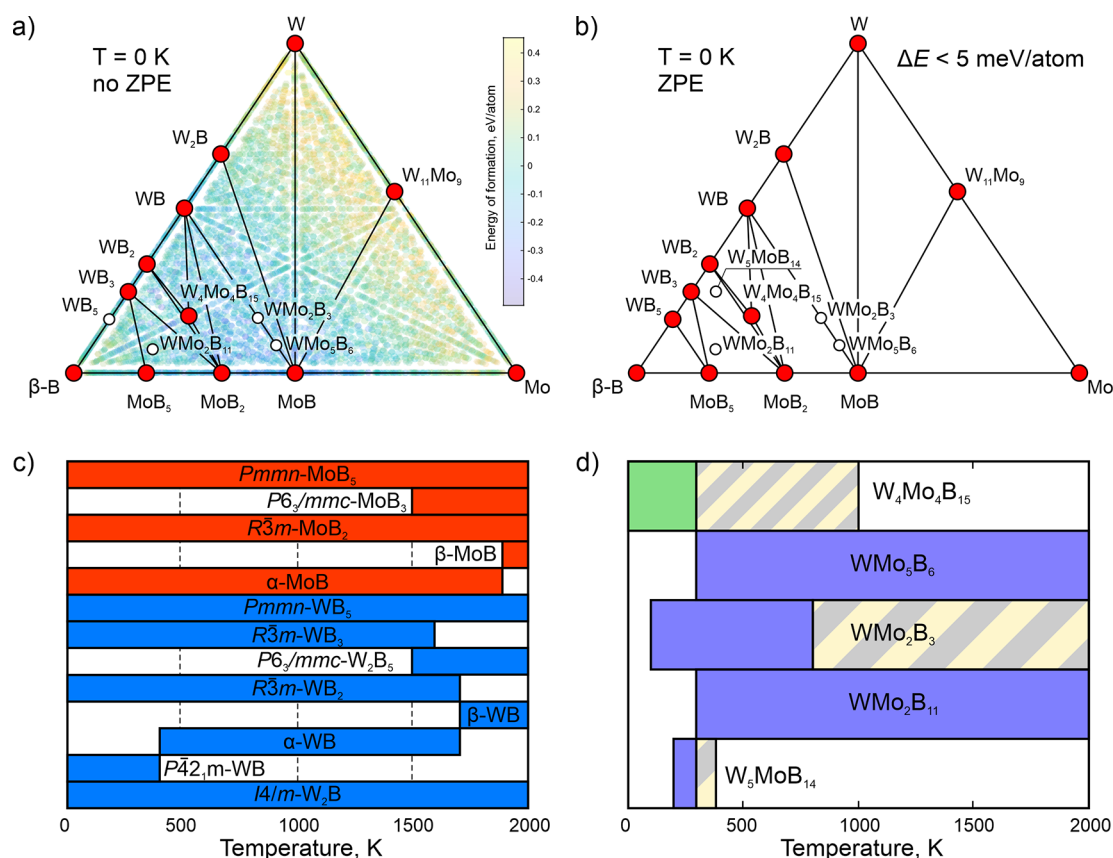 a)
T = 0 K
no ZPE
W
W₂B
WB
WB₂
WB₃
WB₅
W₄Mo₄B₁₅
WMo₂B₃
WMo₂B₁₁
WMo₅B₆
W₁₁Mo₉
β-B
MoB₅
MoB₂
MoB
Mo
Energy of formation, eV/atom
0.4
0.3
0.2
0.1
0
-0.1
-0.2
-0.3
-0.4
b)
T = 0 K
ZPE
ΔE < 5 meV/atom
W
W₂B
WB
WB₂
WB₃
WB₅
W₅MoB₁₄
W₄Mo₄B₁₅
WMo₂B₃
WMo₂B₁₁
WMo₅B₆
W₁₁Mo₉
β-B
MoB₅
MoB₂
MoB
Mo
c)
Pmmn-MoB₅
P6₃/mmc-MoB₃
R3̅m-MoB₂
β-MoB
α-MoB
Pmmn-WB₅
R3̅m-WB₃
P6₃/mmc-W₂B₅
R3̅m-WB₂
β-WB
α-WB
P4̅2₁m-WB
I4/m-W₂B
0 500 1000 1500 2000
Temperature, K
d)
W₄Mo₄B₁₅
WMo₅B₆
WMo₂B₃
WMo₂B₁₁
W₅MoB₁₄
0 500 1000 1500 2000
Temperature, K